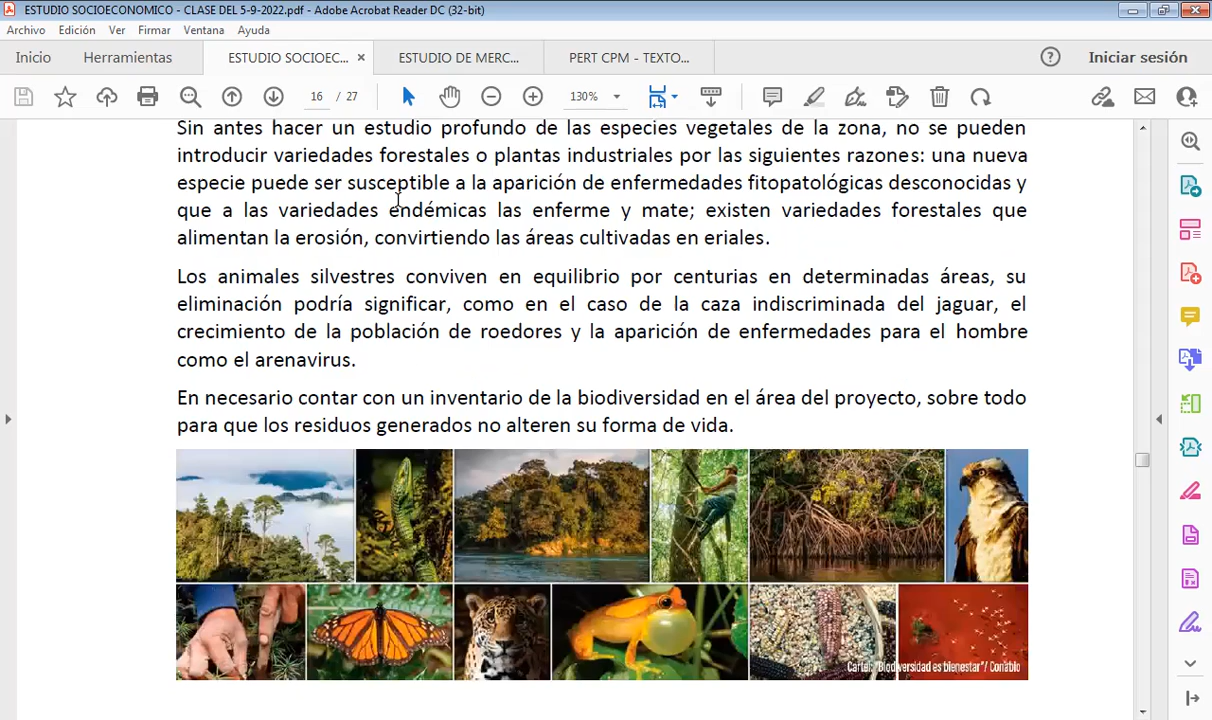 ESTUDIO SOCIOECONOMICO - CLASE DEL 5-9-2022.pdf - Adobe Acrobat Reader DC (32-bit)
Archivo Edición Ver Firmar Ventana Ayuda
Inicio Herramientas ESTUDIO SOCIOEC... × ESTUDIO DE MERC... PERT CPM - TEXTO... Iniciar sesión
16 / 27 130%
Sin antes hacer un estudio profundo de las especies vegetales de la zona, no se pueden
introducir variedades forestales o plantas industriales por las siguientes razones: una nueva
especie puede ser susceptible a la aparición de enfermedades fitopatológicas desconocidas y
que a las variedades endémicas las enferme y mate; existen variedades forestales que
alimentan la erosión, convirtiendo las áreas cultivadas en eriales.
Los animales silvestres conviven en equilibrio por centurias en determinadas áreas, su
eliminación podría significar, como en el caso de la caza indiscriminada del jaguar, el
crecimiento de la población de roedores y la aparición de enfermedades para el hombre
como el arenavirus.
En necesario contar con un inventario de la biodiversidad en el área del proyecto, sobre todo
para que los residuos generados no alteren su forma de vida.
Cartel: "Biodiversidad es bienestar"/ Conabio